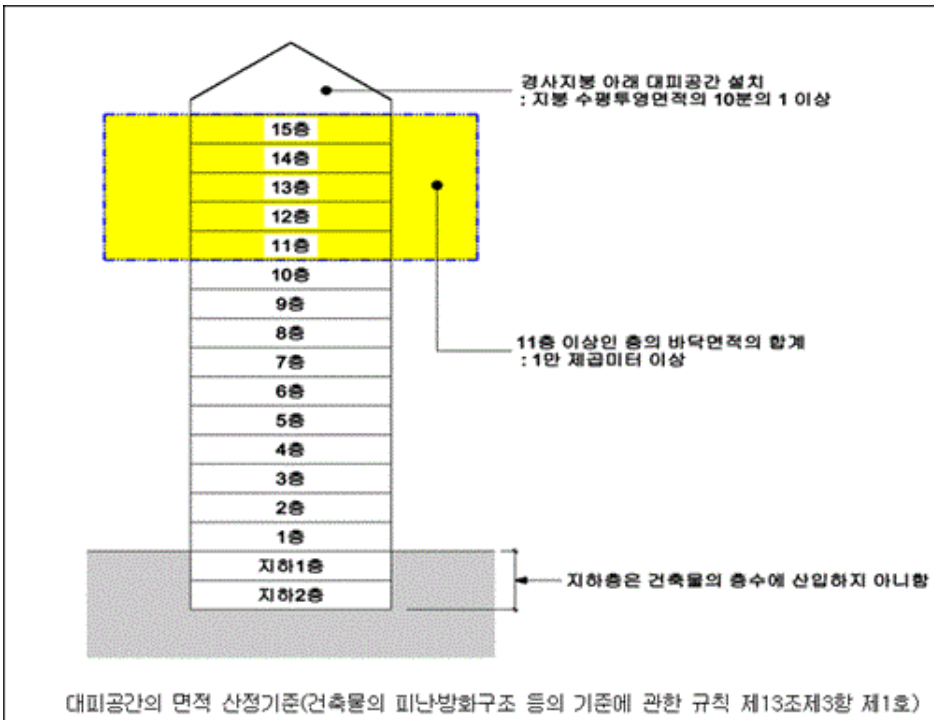 경사지붕 아래 대피공간 설치
: 지붕 수평투영면적의 10분의 1 이상
15층
14층
13층
12층
11층
10층
9층
8층
7층
6층
5층
4층
3층
2층
1층
지하1층
지하2층
11층 이상인 층의 바닥면적의 합계
: 1만 제곱미터 이상
지하층은 건축물의 층수에 산입하지 아니함
대피공간의 면적 산정기준(건축물의 피난·방화구조 등의 기준에 관한 규칙 제13조제3항 제1호)